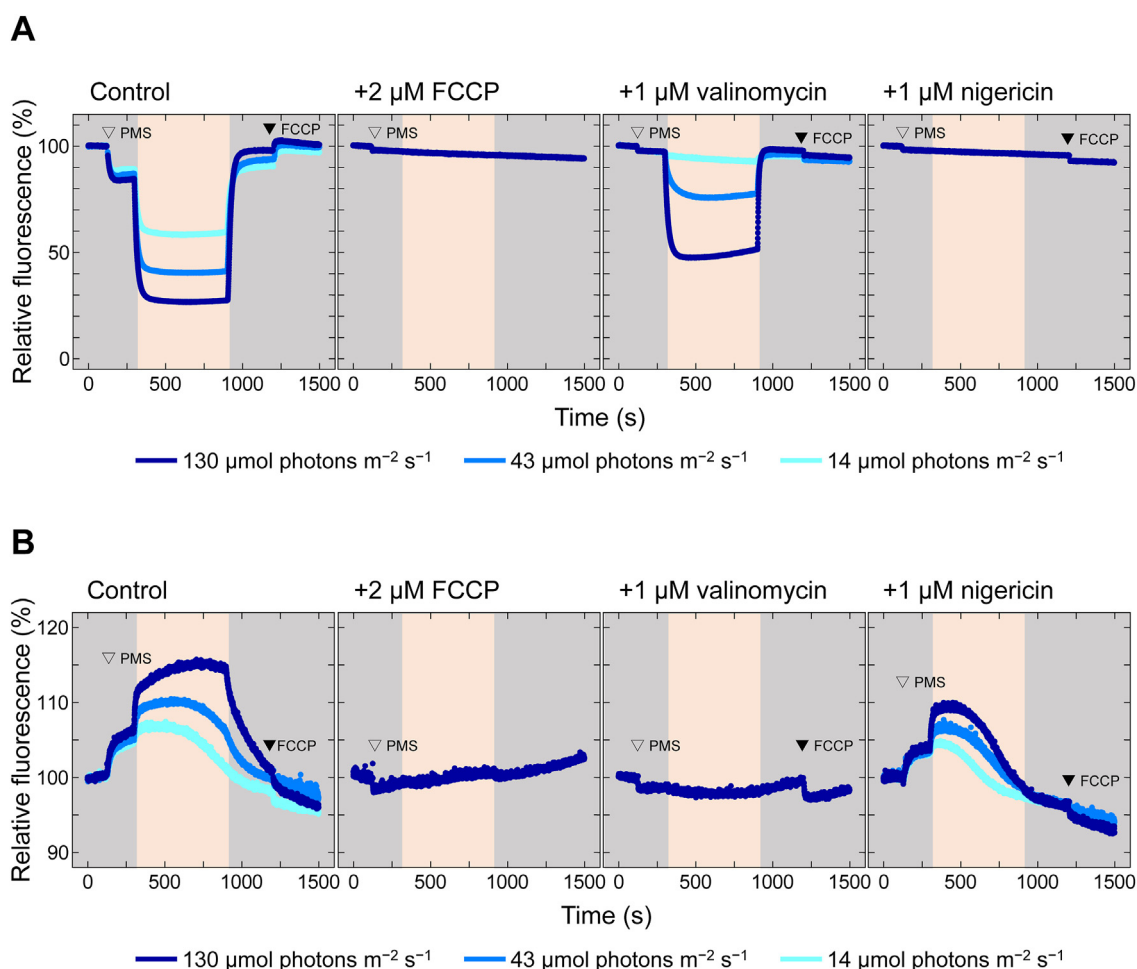 A
Control
+2 µM FCCP
+1 µM valinomycin
+1 µM nigericin
Relative fluorescence (%)
100
50
0
▽ PMS
▼ FCCP
▽ PMS
▽ PMS
▼ FCCP
▽ PMS
▼ FCCP
0 500 1000 1500
0 500 1000 1500
0 500 1000 1500
0 500 1000 1500
Time (s)
130 µmol photons m⁻² s⁻¹
43 µmol photons m⁻² s⁻¹
14 µmol photons m⁻² s⁻¹
B
Control
+2 µM FCCP
+1 µM valinomycin
+1 µM nigericin
Relative fluorescence (%)
120
110
100
90
▽ PMS
▼ FCCP
▽ PMS
▽ PMS
▼ FCCP
▽ PMS
▼ FCCP
0 500 1000 1500
0 500 1000 1500
0 500 1000 1500
0 500 1000 1500
Time (s)
130 µmol photons m⁻² s⁻¹
43 µmol photons m⁻² s⁻¹
14 µmol photons m⁻² s⁻¹